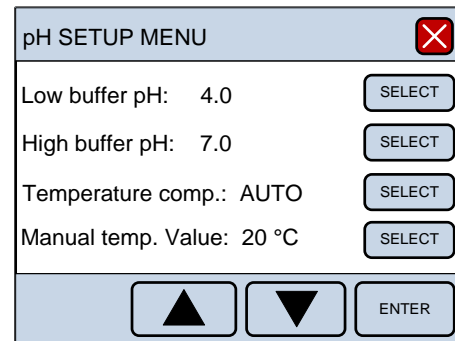 pH SETUP MENU
Low buffer pH: 4.0 SELECT
High buffer pH: 7.0 SELECT
Temperature comp.: AUTO SELECT
Manual temp. Value: 20 °C SELECT
ENTER